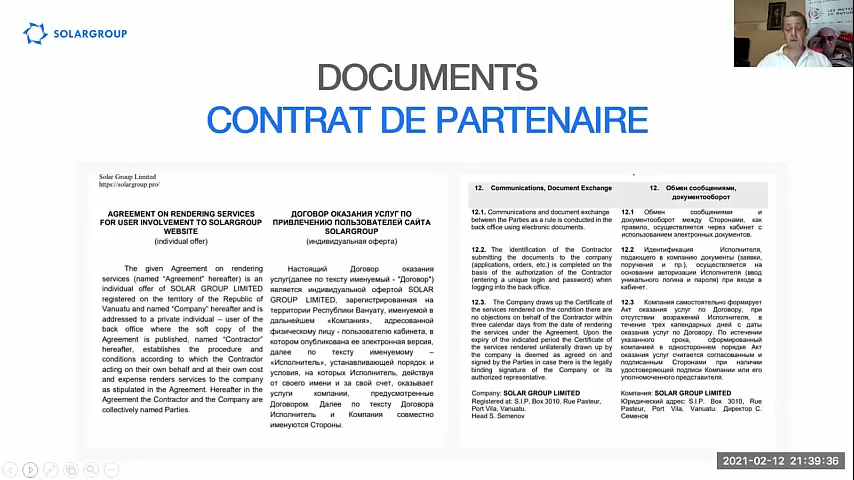 SOLARGROUP
DOCUMENTS
CONTRAT DE PARTENAIRE
Solar Group Limited
https://solargroup.pro/
AGREEMENT ON RENDERING SERVICES
FOR USER INVOLVEMENT TO SOLARGROUP
WEBSITE
(individual offer)
The given Agreement on rendering
services (named "Agreement" hereafter) is an
individual offer of SOLAR GROUP LIMITED
registered on the territory of the Republic of
Vanuatu and named "Company" hereafter and is
addressed to a private individual – user of the
back office where the soft copy of the
Agreement is published, named "Contractor"
hereafter, establishes the procedure and
conditions according to which the Contractor
acting on their own behalf and at their own cost
and expense renders services to the company
as stipulated in the Agreement. Hereafter in the
Agreement the Contractor and the Company are
collectively named Parties.
ДОГОВОР ОКАЗАНИЯ УСЛУГ ПО
ПРИВЛЕЧЕНИЮ ПОЛЬЗОВАТЕЛЕЙ САЙТА
SOLARGROUP
(индивидуальная оферта)
Настоящий Договор оказания
услуг(далее по тексту именуемый - "Договор")
является индивидуальной офертой SOLAR
GROUP LIMITED, зарегистрированная на
территории Республики Вануату, именуемой в
дальнейшем «Компания», адресованной
физическому лицу - пользователю кабинета, в
котором опубликована ее электронная версия,
далее по тексту именуемому –
«Исполнитель», устанавливающей порядок и
условия, на которых Исполнитель, действуя
от своего имени и за свой счет, оказывает
услуги компании, предусмотренные
Договором. Далее по тексту Договора
Исполнитель и Компания совместно
именуются Стороны.
12. Communications, Document Exchange
12.1. Communications and document exchange
between the Parties as a rule is conducted in the
back office using electronic documents.
12.2. The identification of the Contractor
submitting the documents to the company
(applications, orders, etc.) is completed on the
basis of the authorization of the Contractor
(entering a unique login and password) when
logging into the back office.
12.3. The Company draws up the Certificate of
the services rendered on the condition there are
no objections on behalf of the Contractor within
three calendar days from the date of rendering
the services under the Agreement. Upon the
expiry of the indicated period the Certificate of
the services rendered unilaterally drawn up by
the company is deemed as agreed on and
signed by the Parties in case there is the legally
binding signature of the Company or its
authorized representative.
Company: SOLAR GROUP LIMITED
Registered at: S.I.P. Box 3010, Rue Pasteur,
Port Vila, Vanuatu.
Head S. Semenov
12. Обмен сообщениями,
документооборот
12.1 Обмен сообщениями и
документооборот между Сторонами, как
правило, осуществляется через кабинет с
использованием электронных документов.
12.2 Идентификация Исполнителя,
подающего в компанию документы (заявки,
поручения и пр.), осуществляется на
основании авторизации Исполнителя (ввод
уникального логина и пароля) при входе в
кабинет.
12.3 Компания самостоятельно формирует
Акт оказания услуг по Договору, при
отсутствии возражений Исполнителя, в
течение трех календарных дней с даты
оказания услуг по Договору. По истечении
указанного срока, сформированный
компанией в одностороннем порядке Акт
оказания услуг считается согласованным и
подписанным Сторонами при наличии
удостоверяющей подписи Компании или его
уполномоченного представителя.
Компания: SOLAR GROUP LIMITED
Юридический адрес: S.I.P. Box 3010, Rue
Pasteur, Port Vila, Vanuatu. Директор С.
Семенов
2021-02-12 21:39:36